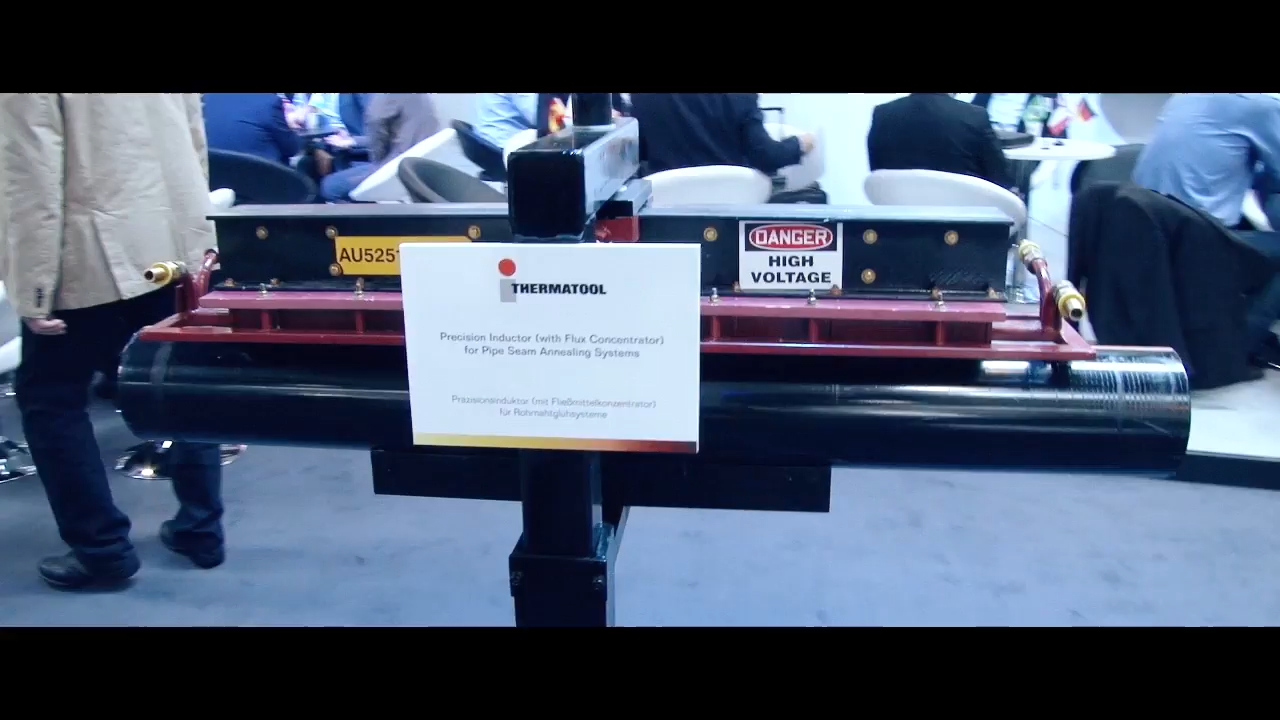 AU5251
DANGER
HIGH
VOLTAGE
THERMATOOL
Precision Inductor (with Flux Concentrator)
for Pipe Seam Annealing Systems
Präzisionsinduktor (mit Fließmittelkonzentrator)
für Rohrnahtglühsysteme